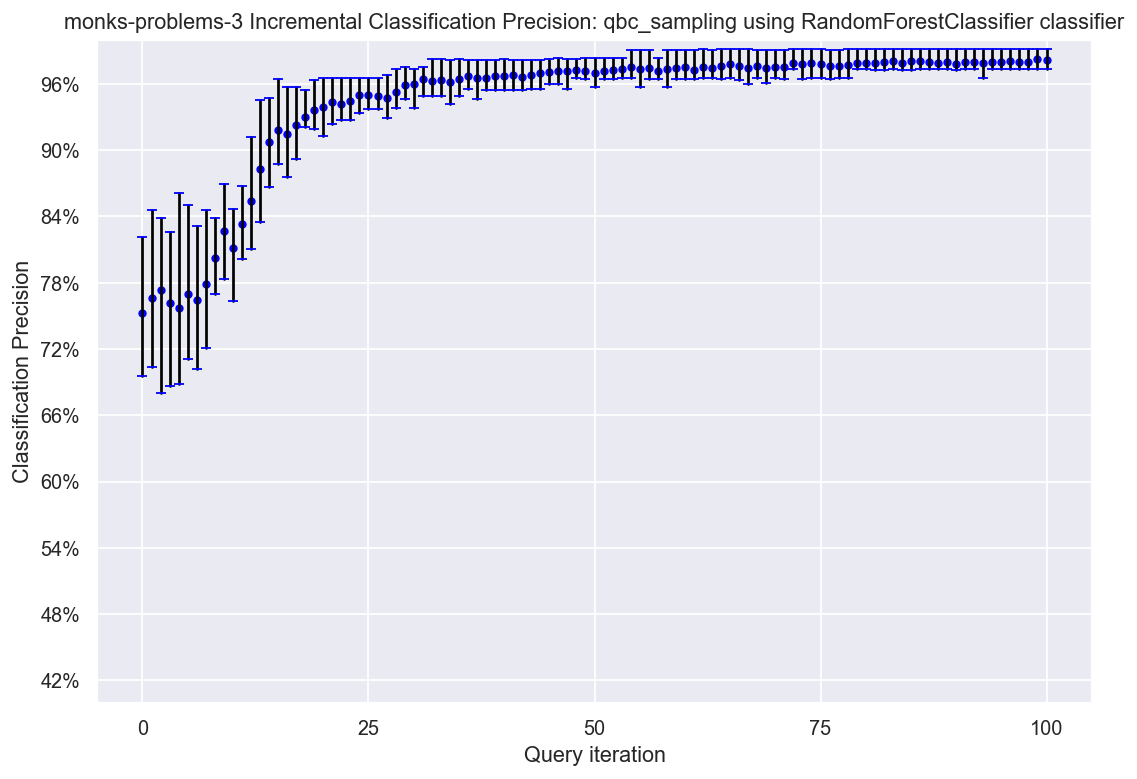 monks-problems-3 Incremental Classification Precision: qbc_sampling using RandomForestClassifier classifier
96%
90%
84%
78%
72%
66%
60%
54%
48%
42%
Classification Precision
0 25 50 75 100
Query iteration